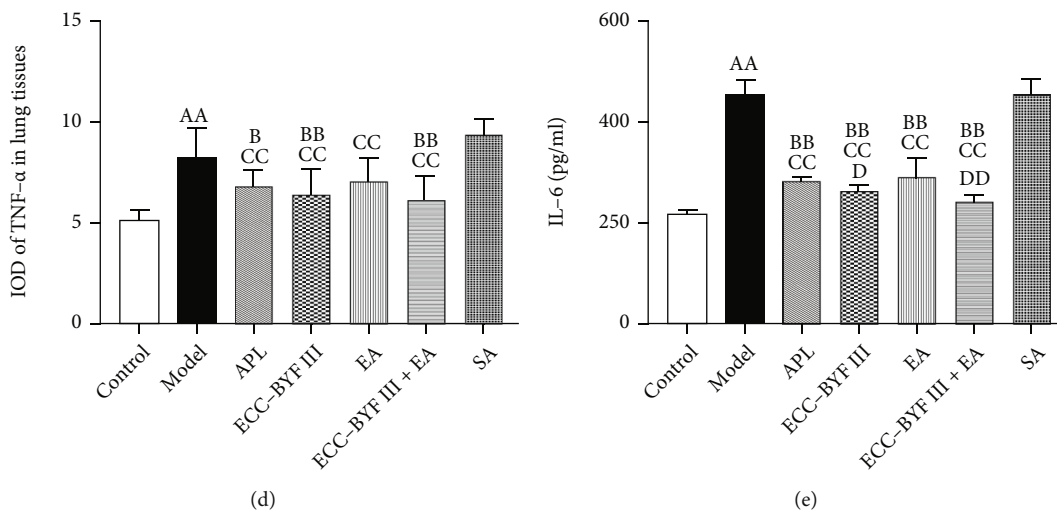 15
10
5
0
IOD of TNF–α in lung tissues
AA
B
CC
BB
CC
CC
BB
CC
Control
Model
APL
ECC–BYF III
EA
ECC–BYF III + EA
SA
(d)
600
400
250
0
IL–6 (pg/ml)
AA
BB
CC
BB
CC
D
BB
CC
BB
CC
DD
Control
Model
APL
ECC–BYF III
EA
ECC–BYF III + EA
SA
(e)